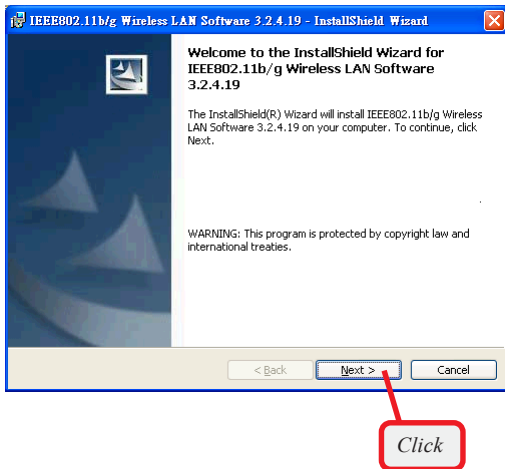 IEEE802.11b/g Wireless LAN Software 3.2.4.19 - InstallShield Wizard
Welcome to the InstallShield Wizard for
IEEE802.11b/g Wireless LAN Software
3.2.4.19
The InstallShield(R) Wizard will install IEEE802.11b/g Wireless
LAN Software 3.2.4.19 on your computer. To continue, click
Next.
WARNING: This program is protected by copyright law and
international treaties.
< Back Next > Cancel
Click